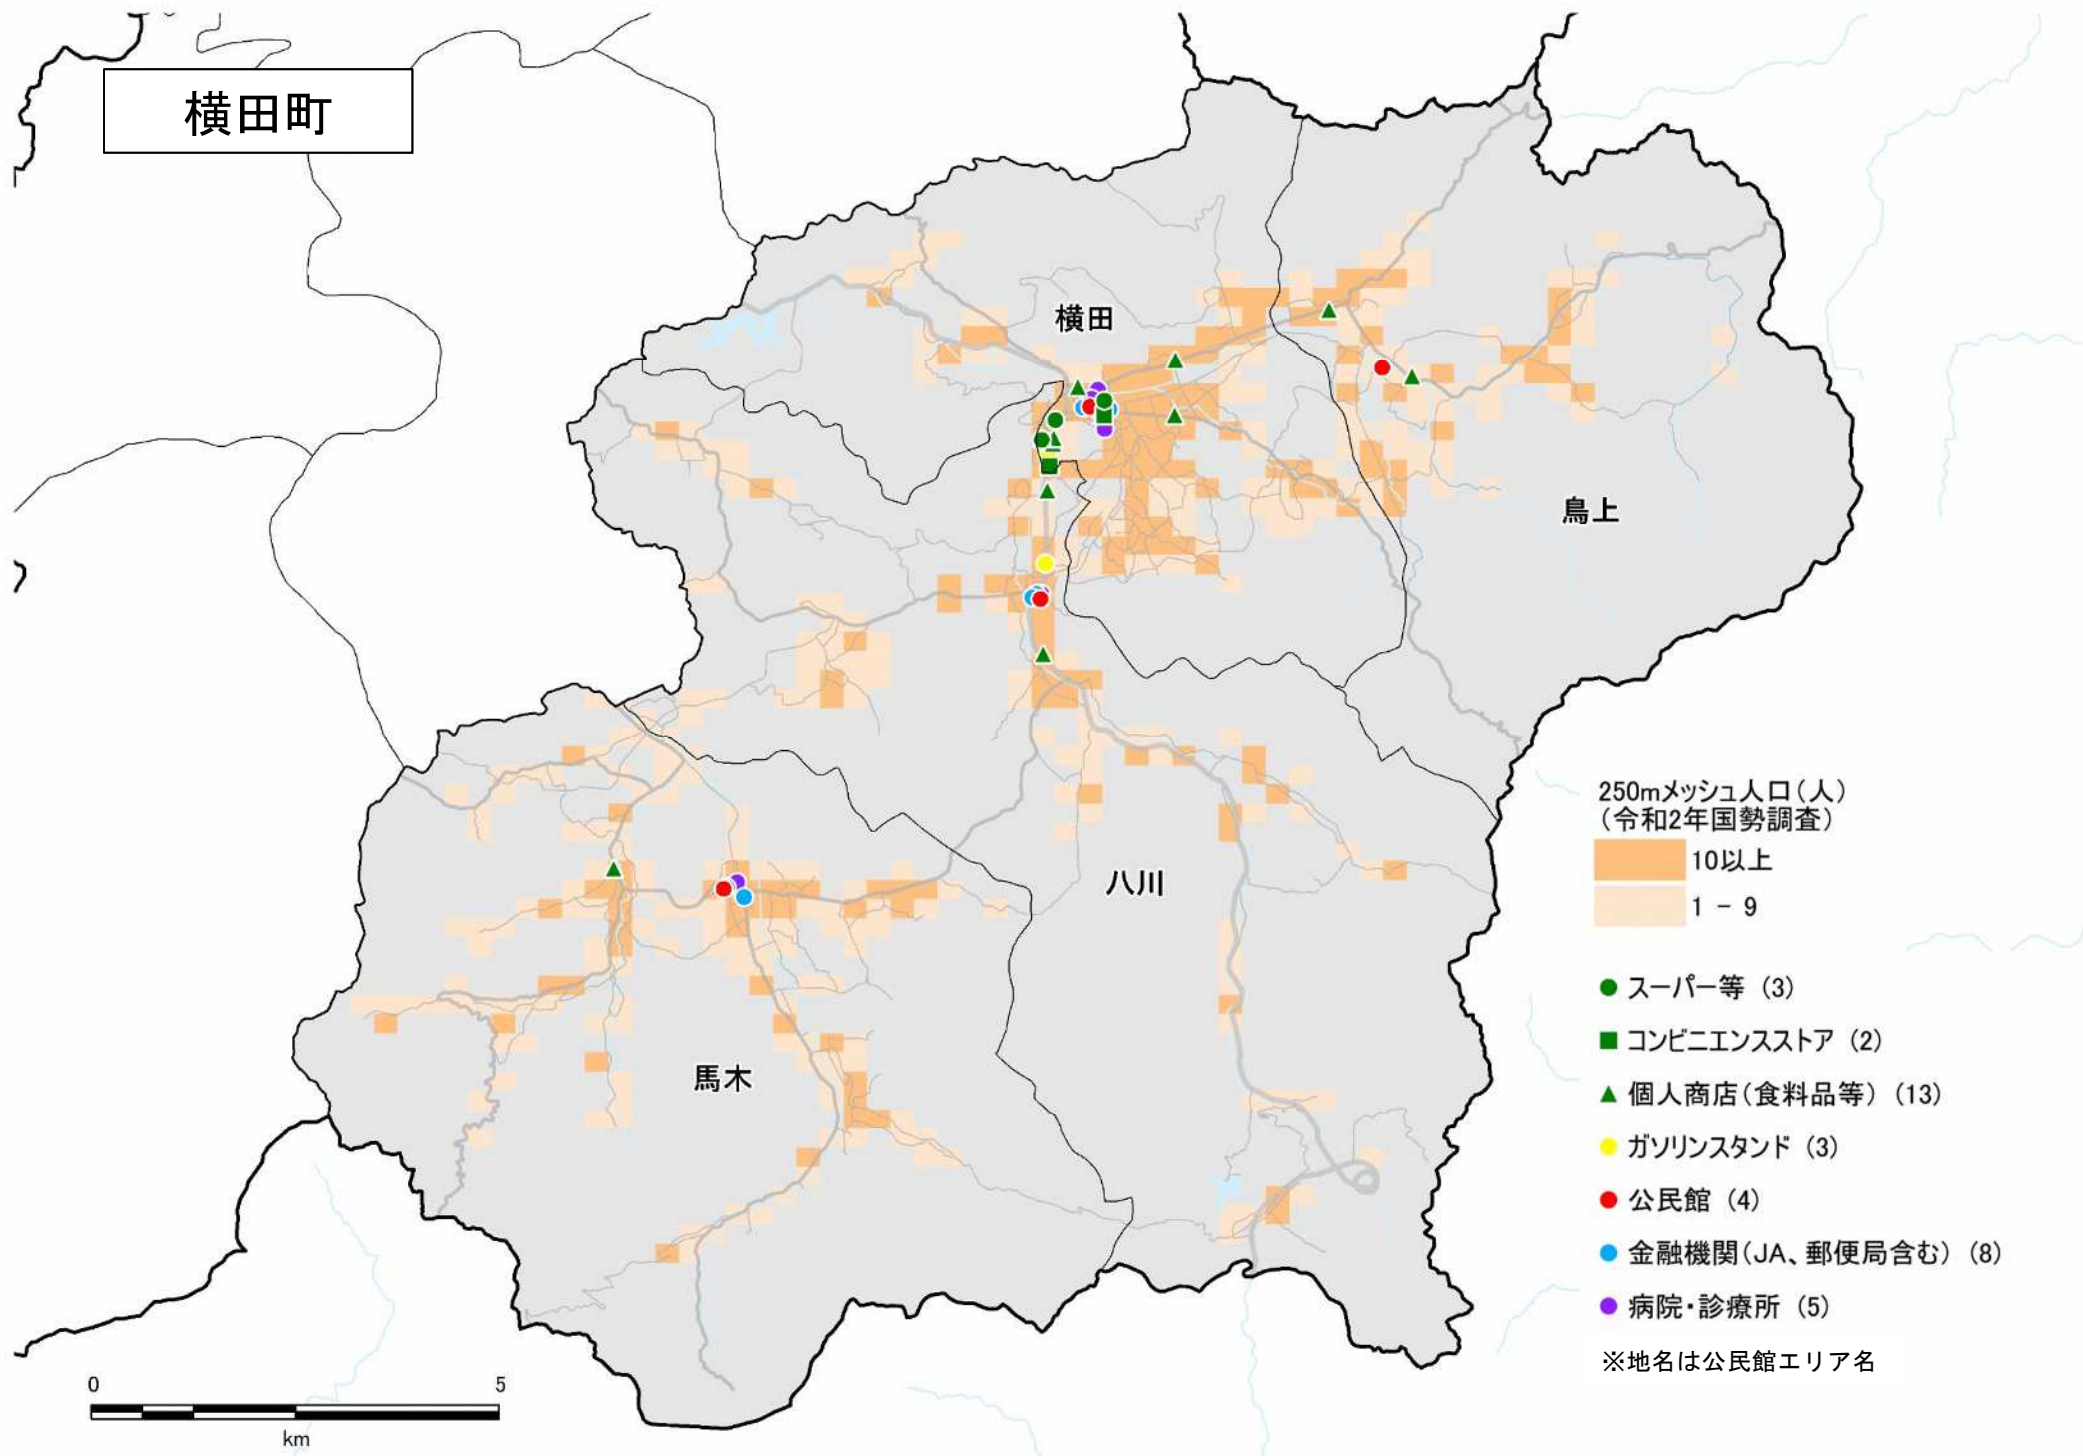 横田町
横田
鳥上
八川
馬木
250mメッシュ人口(人)
(令和2年国勢調査)
10以上
1 - 9
スーパー等 (3)
コンビニエンスストア (2)
個人商店(食料品等) (13)
ガソリンスタンド (3)
公民館 (4)
金融機関(JA、郵便局含む) (8)
病院・診療所 (5)
※地名は公民館エリア名
0 5
km